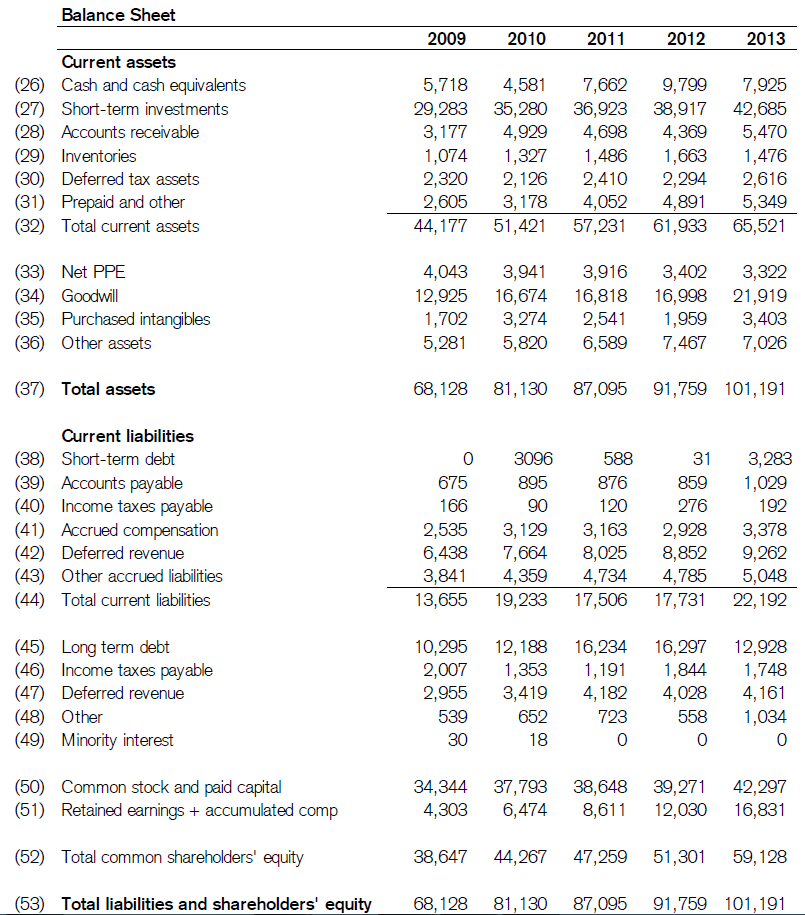 Balance Sheet
2009 2010 2011 2012 2013
Current assets
(26) Cash and cash equivalents 5,718 4,581 7,662 9,799 7,925
(27) Short-term investments 29,283 35,280 36,923 38,917 42,685
(28) Accounts receivable 3,177 4,929 4,698 4,369 5,470
(29) Inventories 1,074 1,327 1,486 1,663 1,476
(30) Deferred tax assets 2,320 2,126 2,410 2,294 2,616
(31) Prepaid and other 2,605 3,178 4,052 4,891 5,349
(32) Total current assets 44,177 51,421 57,231 61,933 65,521
(33) Net PPE 4,043 3,941 3,916 3,402 3,322
(34) Goodwill 12,925 16,674 16,818 16,998 21,919
(35) Purchased intangibles 1,702 3,274 2,541 1,959 3,403
(36) Other assets 5,281 5,820 6,589 7,467 7,026
(37) Total assets 68,128 81,130 87,095 91,759 101,191
Current liabilities
(38) Short-term debt 0 3096 588 31 3,283
(39) Accounts payable 675 895 876 859 1,029
(40) Income taxes payable 166 90 120 276 192
(41) Accrued compensation 2,535 3,129 3,163 2,928 3,378
(42) Deferred revenue 6,438 7,664 8,025 8,852 9,262
(43) Other accrued liabilities 3,841 4,359 4,734 4,785 5,048
(44) Total current liabilities 13,655 19,233 17,506 17,731 22,192
(45) Long term debt 10,295 12,188 16,234 16,297 12,928
(46) Income taxes payable 2,007 1,353 1,191 1,844 1,748
(47) Deferred revenue 2,955 3,419 4,182 4,028 4,161
(48) Other 539 652 723 558 1,034
(49) Minority interest 30 18 0 0 0
(50) Common stock and paid capital 34,344 37,793 38,648 39,271 42,297
(51) Retained earnings + accumulated comp 4,303 6,474 8,611 12,030 16,831
(52) Total common shareholders' equity 38,647 44,267 47,259 51,301 59,128
(53) Total liabilities and shareholders' equity 68,128 81,130 87,095 91,759 101,191